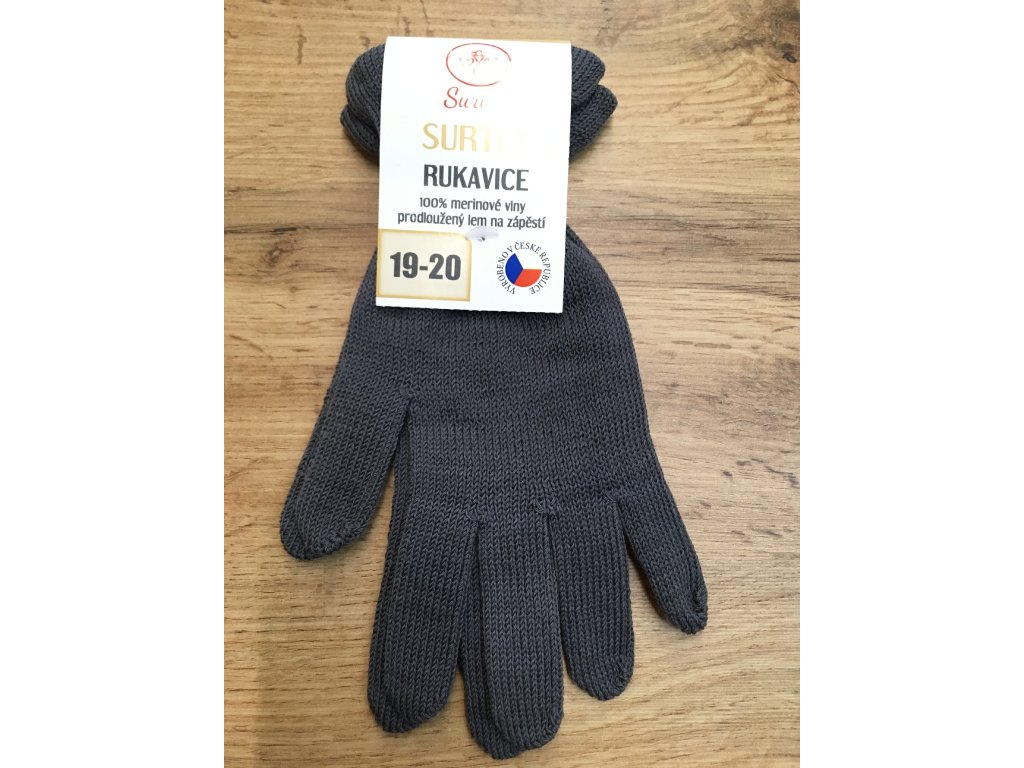 RUKAVICE
100% merinové vlny
prodloužený lem na zápěstí
19-20
VYROBENO V ČESKÉ REPUBLICE